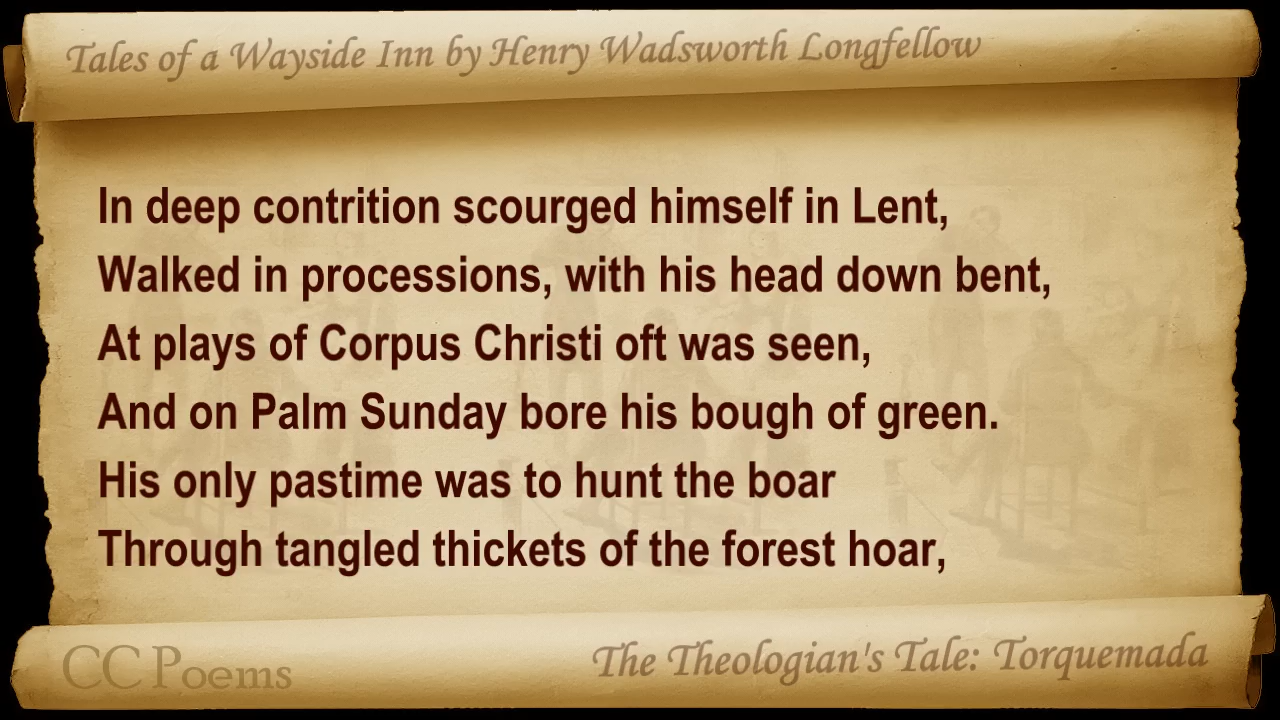 Tales of a Wayside Inn by Henry Wadsworth Longfellow
In deep contrition scourged himself in Lent,
Walked in processions, with his head down bent,
At plays of Corpus Christi oft was seen,
And on Palm Sunday bore his bough of green.
His only pastime was to hunt the boar
Through tangled thickets of the forest hoar,
CC Poems
The Theologian's Tale: Torquemada